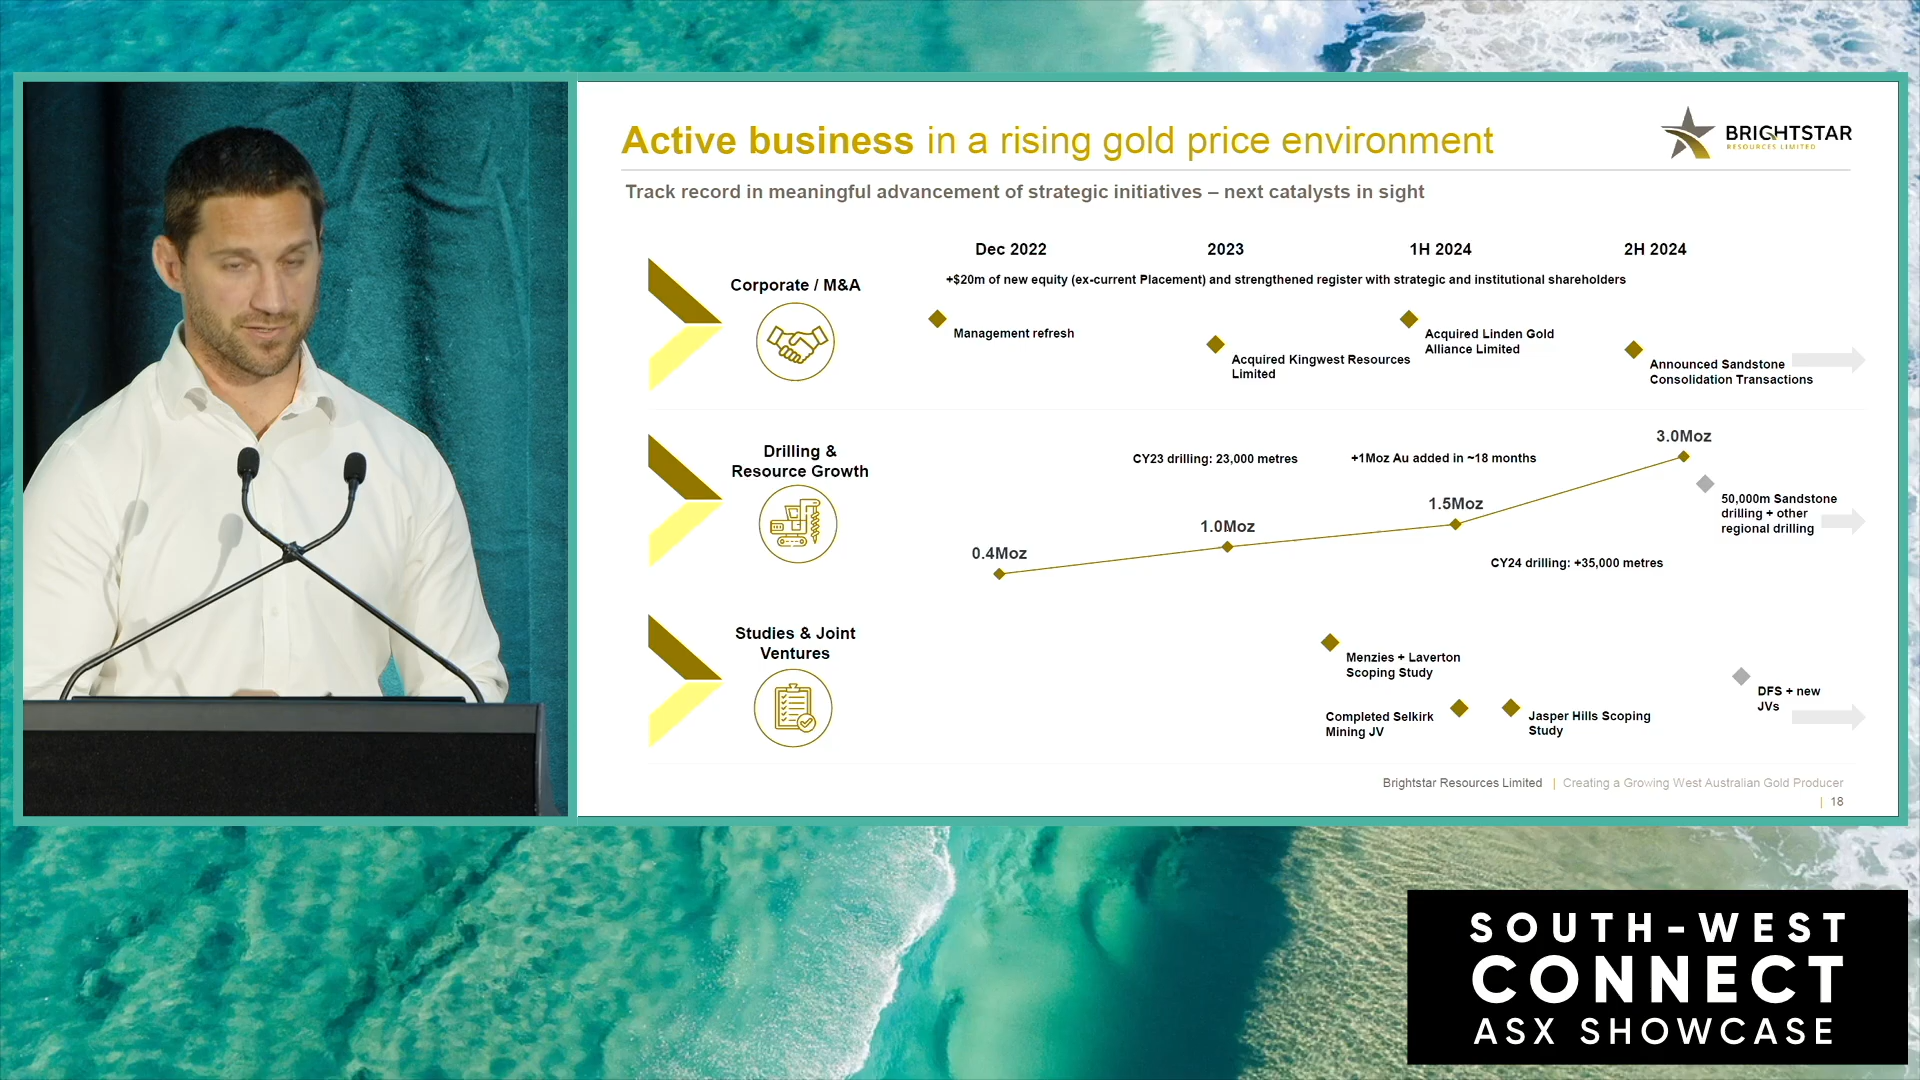 Active business in a rising gold price environment
BRIGHTSTAR
RESOURCES LIMITED
Track record in meaningful advancement of strategic initiatives – next catalysts in sight
Dec 2022
2023
1H 2024
2H 2024
Corporate / M&A
+$20m of new equity (ex-current Placement) and strengthened register with strategic and institutional shareholders
Management refresh
Acquired Kingwest Resources
Limited
Acquired Linden Gold
Alliance Limited
Announced Sandstone
Consolidation Transactions
Drilling &
Resource Growth
CY23 drilling: 23,000 metres
+1Moz Au added in ~18 months
0.4Moz
1.0Moz
1.5Moz
3.0Moz
50,000m Sandstone
drilling + other
regional drilling
CY24 drilling: +35,000 metres
Studies & Joint
Ventures
Menzies + Laverton
Scoping Study
Completed Selkirk
Mining JV
Jasper Hills Scoping
Study
DFS + new
JVs
Brightstar Resources Limited | Creating a Growing West Australian Gold Producer
| 18
SOUTH-WEST
CONNECT
ASX SHOWCASE